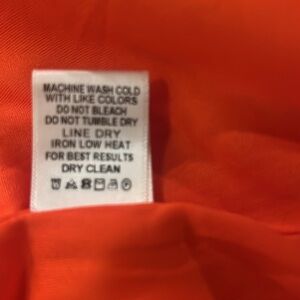 MACHINE WASH COLD
WITH LIKE COLORS
DO NOT BLEACH
DO NOT TUMBLE DRY
LINE DRY
IRON LOW HEAT
FOR BEST RESULTS
DRY CLEAN